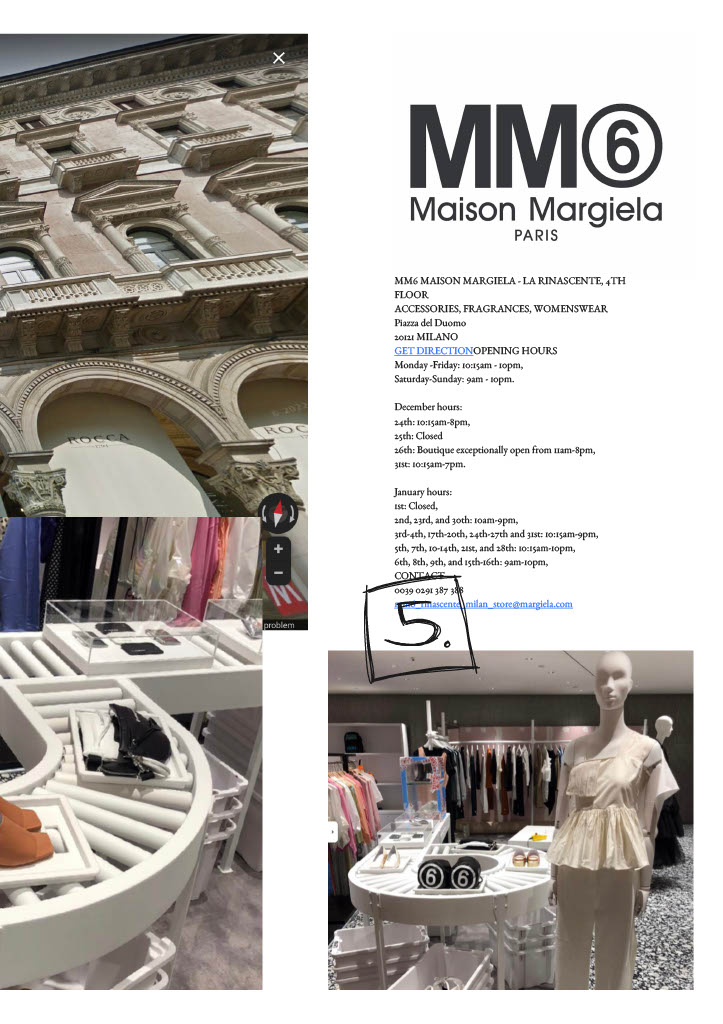 MM6
Maison Margiela
PARIS
MM6 MAISON MARGIELA - LA RINASCENTE, 4TH
FLOOR
ACCESSORIES, FRAGRANCES, WOMENSWEAR
Piazza del Duomo
20121 MILANO
GET DIRECTIONOPENING HOURS
Monday -Friday: 10:15am - 10pm,
Saturday-Sunday: 9am - 10pm.
December hours:
24th: 10:15am-8pm,
25th: Closed
26th: Boutique exceptionally open from 11am-8pm,
31st: 10:15am-7pm.
January hours:
1st: Closed,
2nd, 23rd, and 30th: 10am-9pm,
3rd-4th, 17th-20th, 24th-27th and 31st: 10:15am-9pm,
5th, 7th, 10-14th, 21st, and 28th: 10:15am-10pm,
6th, 8th, 9th, and 15th-16th: 9am-10pm,
CONTACT
0039 0291 387 388
_rinascente_milan_store@margiela.com
5.
ROCCA
ROC
problem
6 6